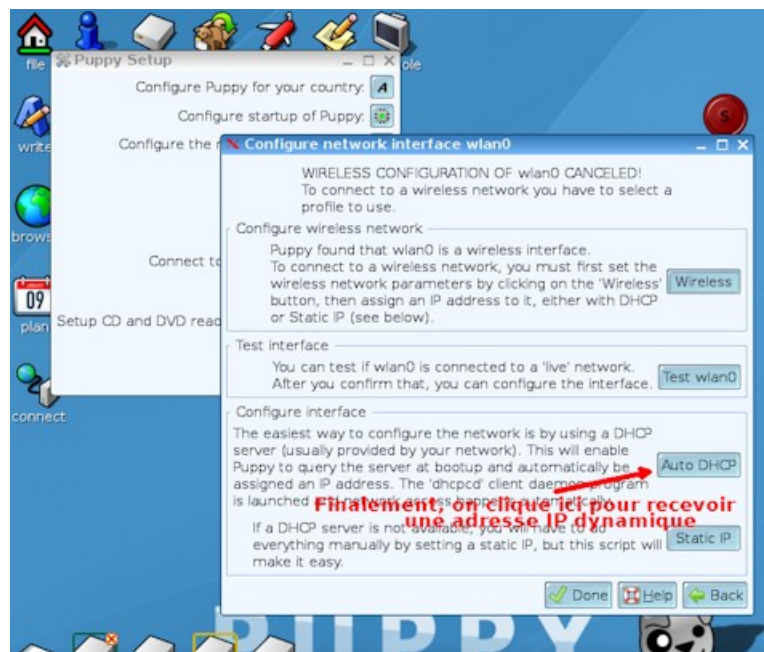 file
write
brows
09
plan
connect
ole
S
Puppy Setup
Configure Puppy for your country:
A
Configure startup of Puppy:
Configure the
Connect to
Setup CD and DVD read
Configure network interface wlan0
WIRELESS CONFIGURATION OF wlan0 CANCELED!
To connect to a wireless network you have to select a
profile to use.
Configure wireless network
Puppy found that wlan0 is a wireless interface.
To connect to a wireless network, you must first set the
wireless network parameters by clicking on the 'Wireless'
button, then assign an IP address to it, either with DHCP
or Static IP (see below).
Wireless
Test interface
You can test if wlan0 is connected to a 'live' network.
After you confirm that, you can configure the interface.
Test wlan0
Configure interface
The easiest way to configure the network is by using a DHCP
server (usually provided by your network). This will enable
Puppy to query the server at bootup and automatically be
assigned an IP address. The 'dhcpcd' client daemon program
is launched and network access happens automatically.
Auto DHCP
Finalement, on clique ici pour recevoir
une adresse IP dynamique
If a DHCP server is not available, you will have to do
everything manually by setting a static IP, but this script will
make it easy.
Static IP
Done
Help
Back
PUPPY